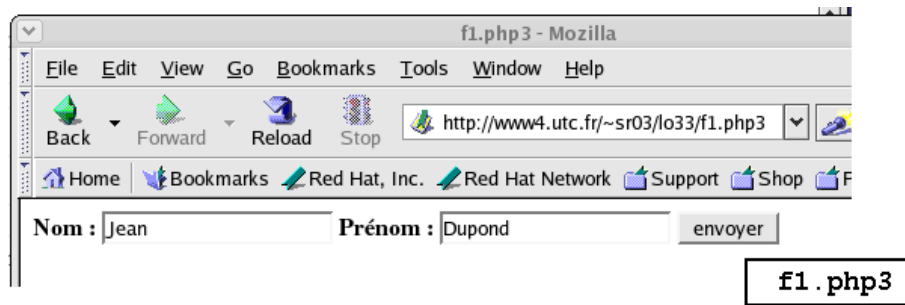 f1.php3 - Mozilla
File Edit View Go Bookmarks Tools Window Help
Back Forward Reload Stop http://www4.utc.fr/~sr03/lo33/f1.php3
Home Bookmarks Red Hat, Inc. Red Hat Network Support Shop
Nom : Jean Prénom : Dupond envoyer
f1.php3